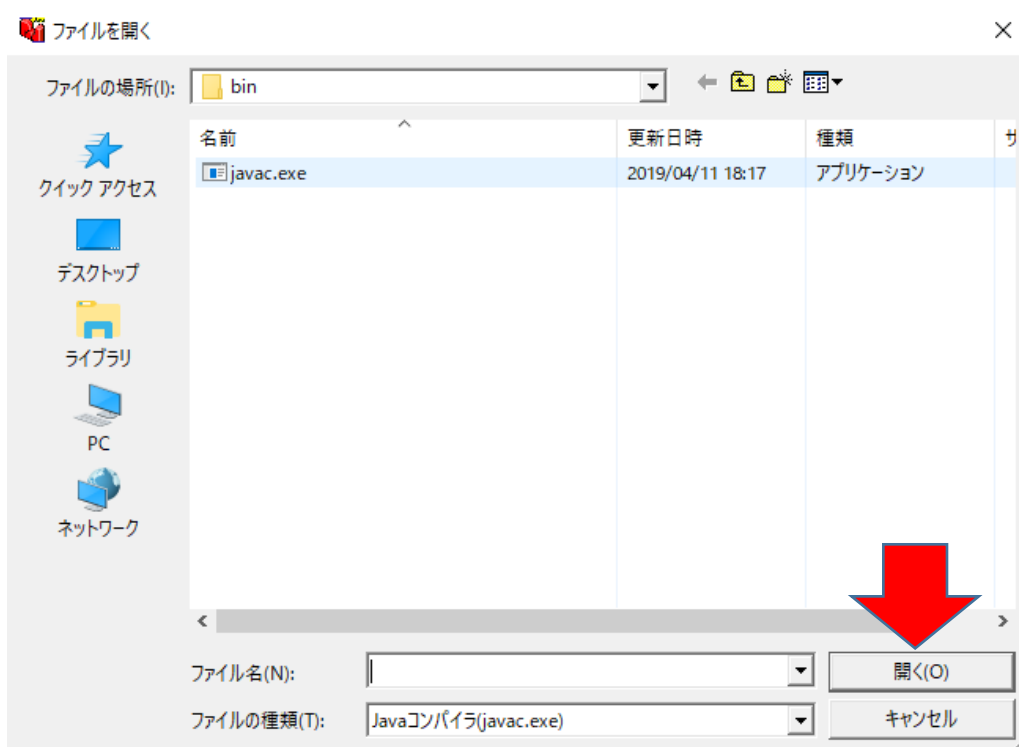 ファイルを開く
ファイルの場所(I):
bin
名前
更新日時
種類
サ
javac.exe
2019/04/11 18:17
アプリケーション
クイック アクセス
デスクトップ
ライブラリ
PC
ネットワーク
ファイル名(N):
開く(O)
ファイルの種類(T):
Javaコンパイラ(javac.exe)
キャンセル